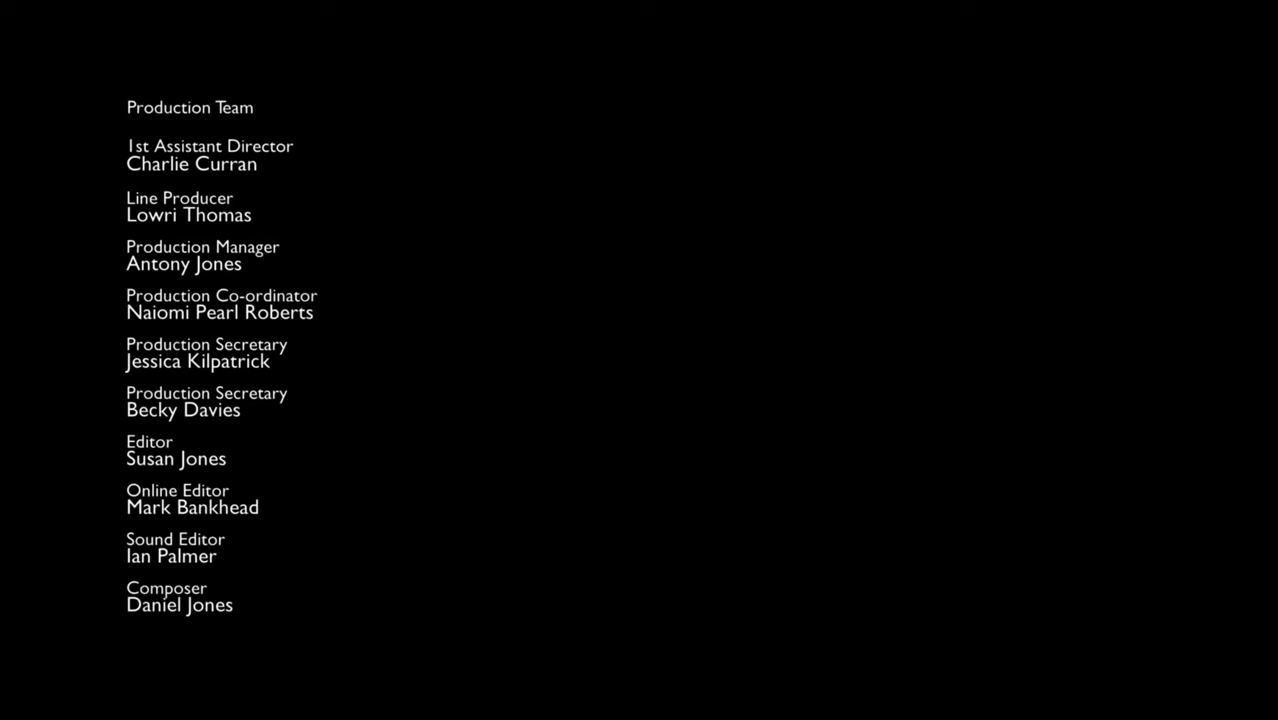 Production Team
1st Assistant Director
Charlie Curran
Line Producer
Lowri Thomas
Production Manager
Antony Jones
Production Co-ordinator
Naiomi Pearl Roberts
Production Secretary
Jessica Kilpatrick
Production Secretary
Becky Davies
Editor
Susan Jones
Online Editor
Mark Bankhead
Sound Editor
Ian Palmer
Composer
Daniel Jones